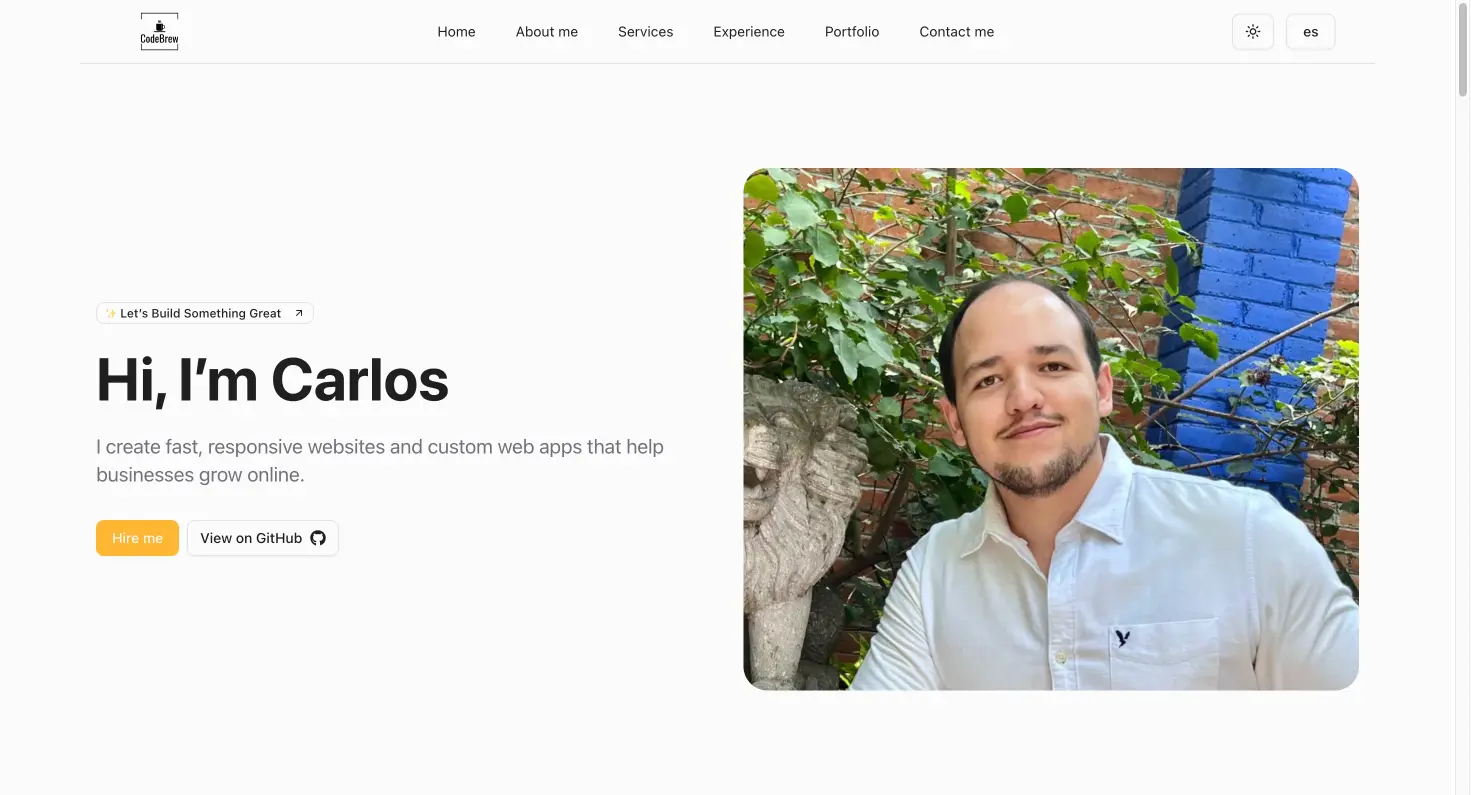 CodeBrew
Home
About me
Services
Experience
Portfolio
Contact me
es
✨ Let's Build Something Great
Hi, I'm Carlos
I create fast, responsive websites and custom web apps that help
businesses grow online.
Hire me
View on GitHub